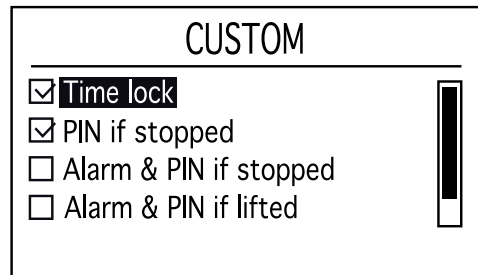 CUSTOM
Time lock
PIN if stopped
Alarm & PIN if stopped
Alarm & PIN if lifted